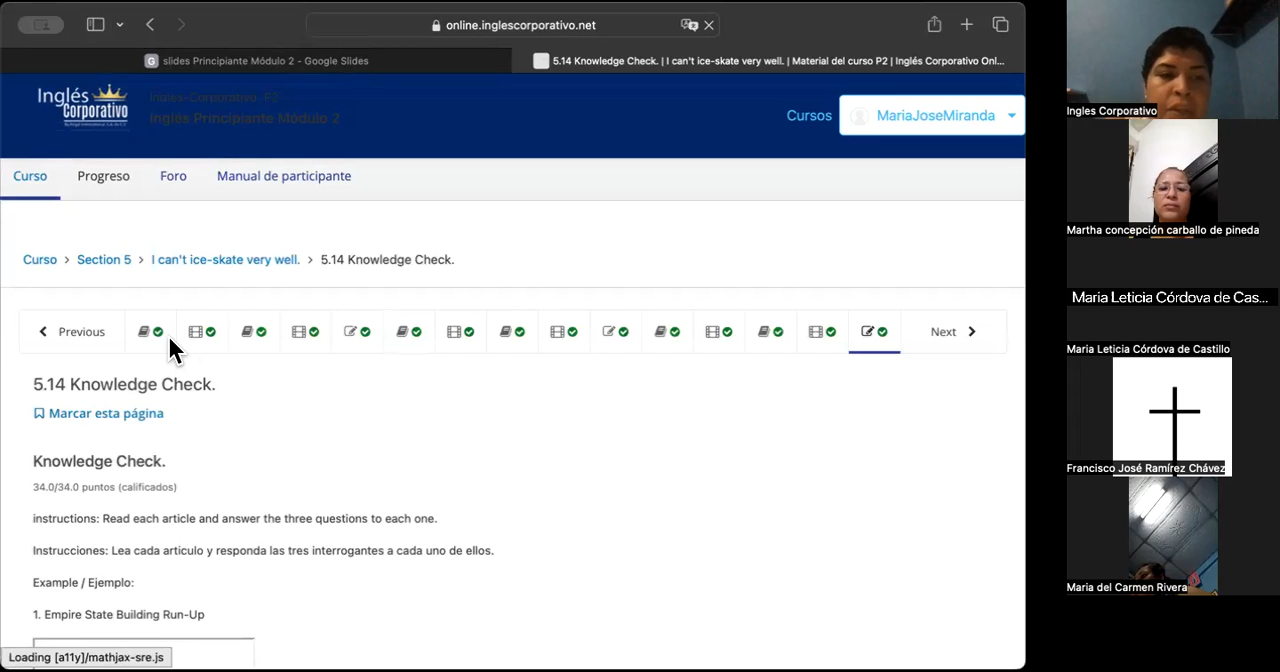 online.inglescorporativo.net
slides Principiante Módulo 2 - Google Slides
5.14 Knowledge Check. | I can't ice-skate very well. | Material del curso P2 | Inglés Corporativo Onl...
Inglés Corporativo
Inglés-Corporativo P2
Inglés Principiante Módulo 2
Cursos
MariaJoseMiranda
Curso
Progreso
Foro
Manual de participante
Curso > Section 5 > I can't ice-skate very well. > 5.14 Knowledge Check.
Previous
Next
5.14 Knowledge Check.
Marcar esta página
Knowledge Check.
34.0/34.0 puntos (calificados)
instructions: Read each article and answer the three questions to each one.
Instrucciones: Lea cada articulo y responda las tres interrogantes a cada uno de ellos.
Example / Ejemplo:
1. Empire State Building Run-Up
Loading [a11y]/mathjax-sre.js
Ingles Corporativo
Martha concepción carballo de pineda
Maria Leticia Córdova de Cas...
Maria Leticia Córdova de Castillo
Francisco José Ramírez Chávez
Maria del Carmen Rivera